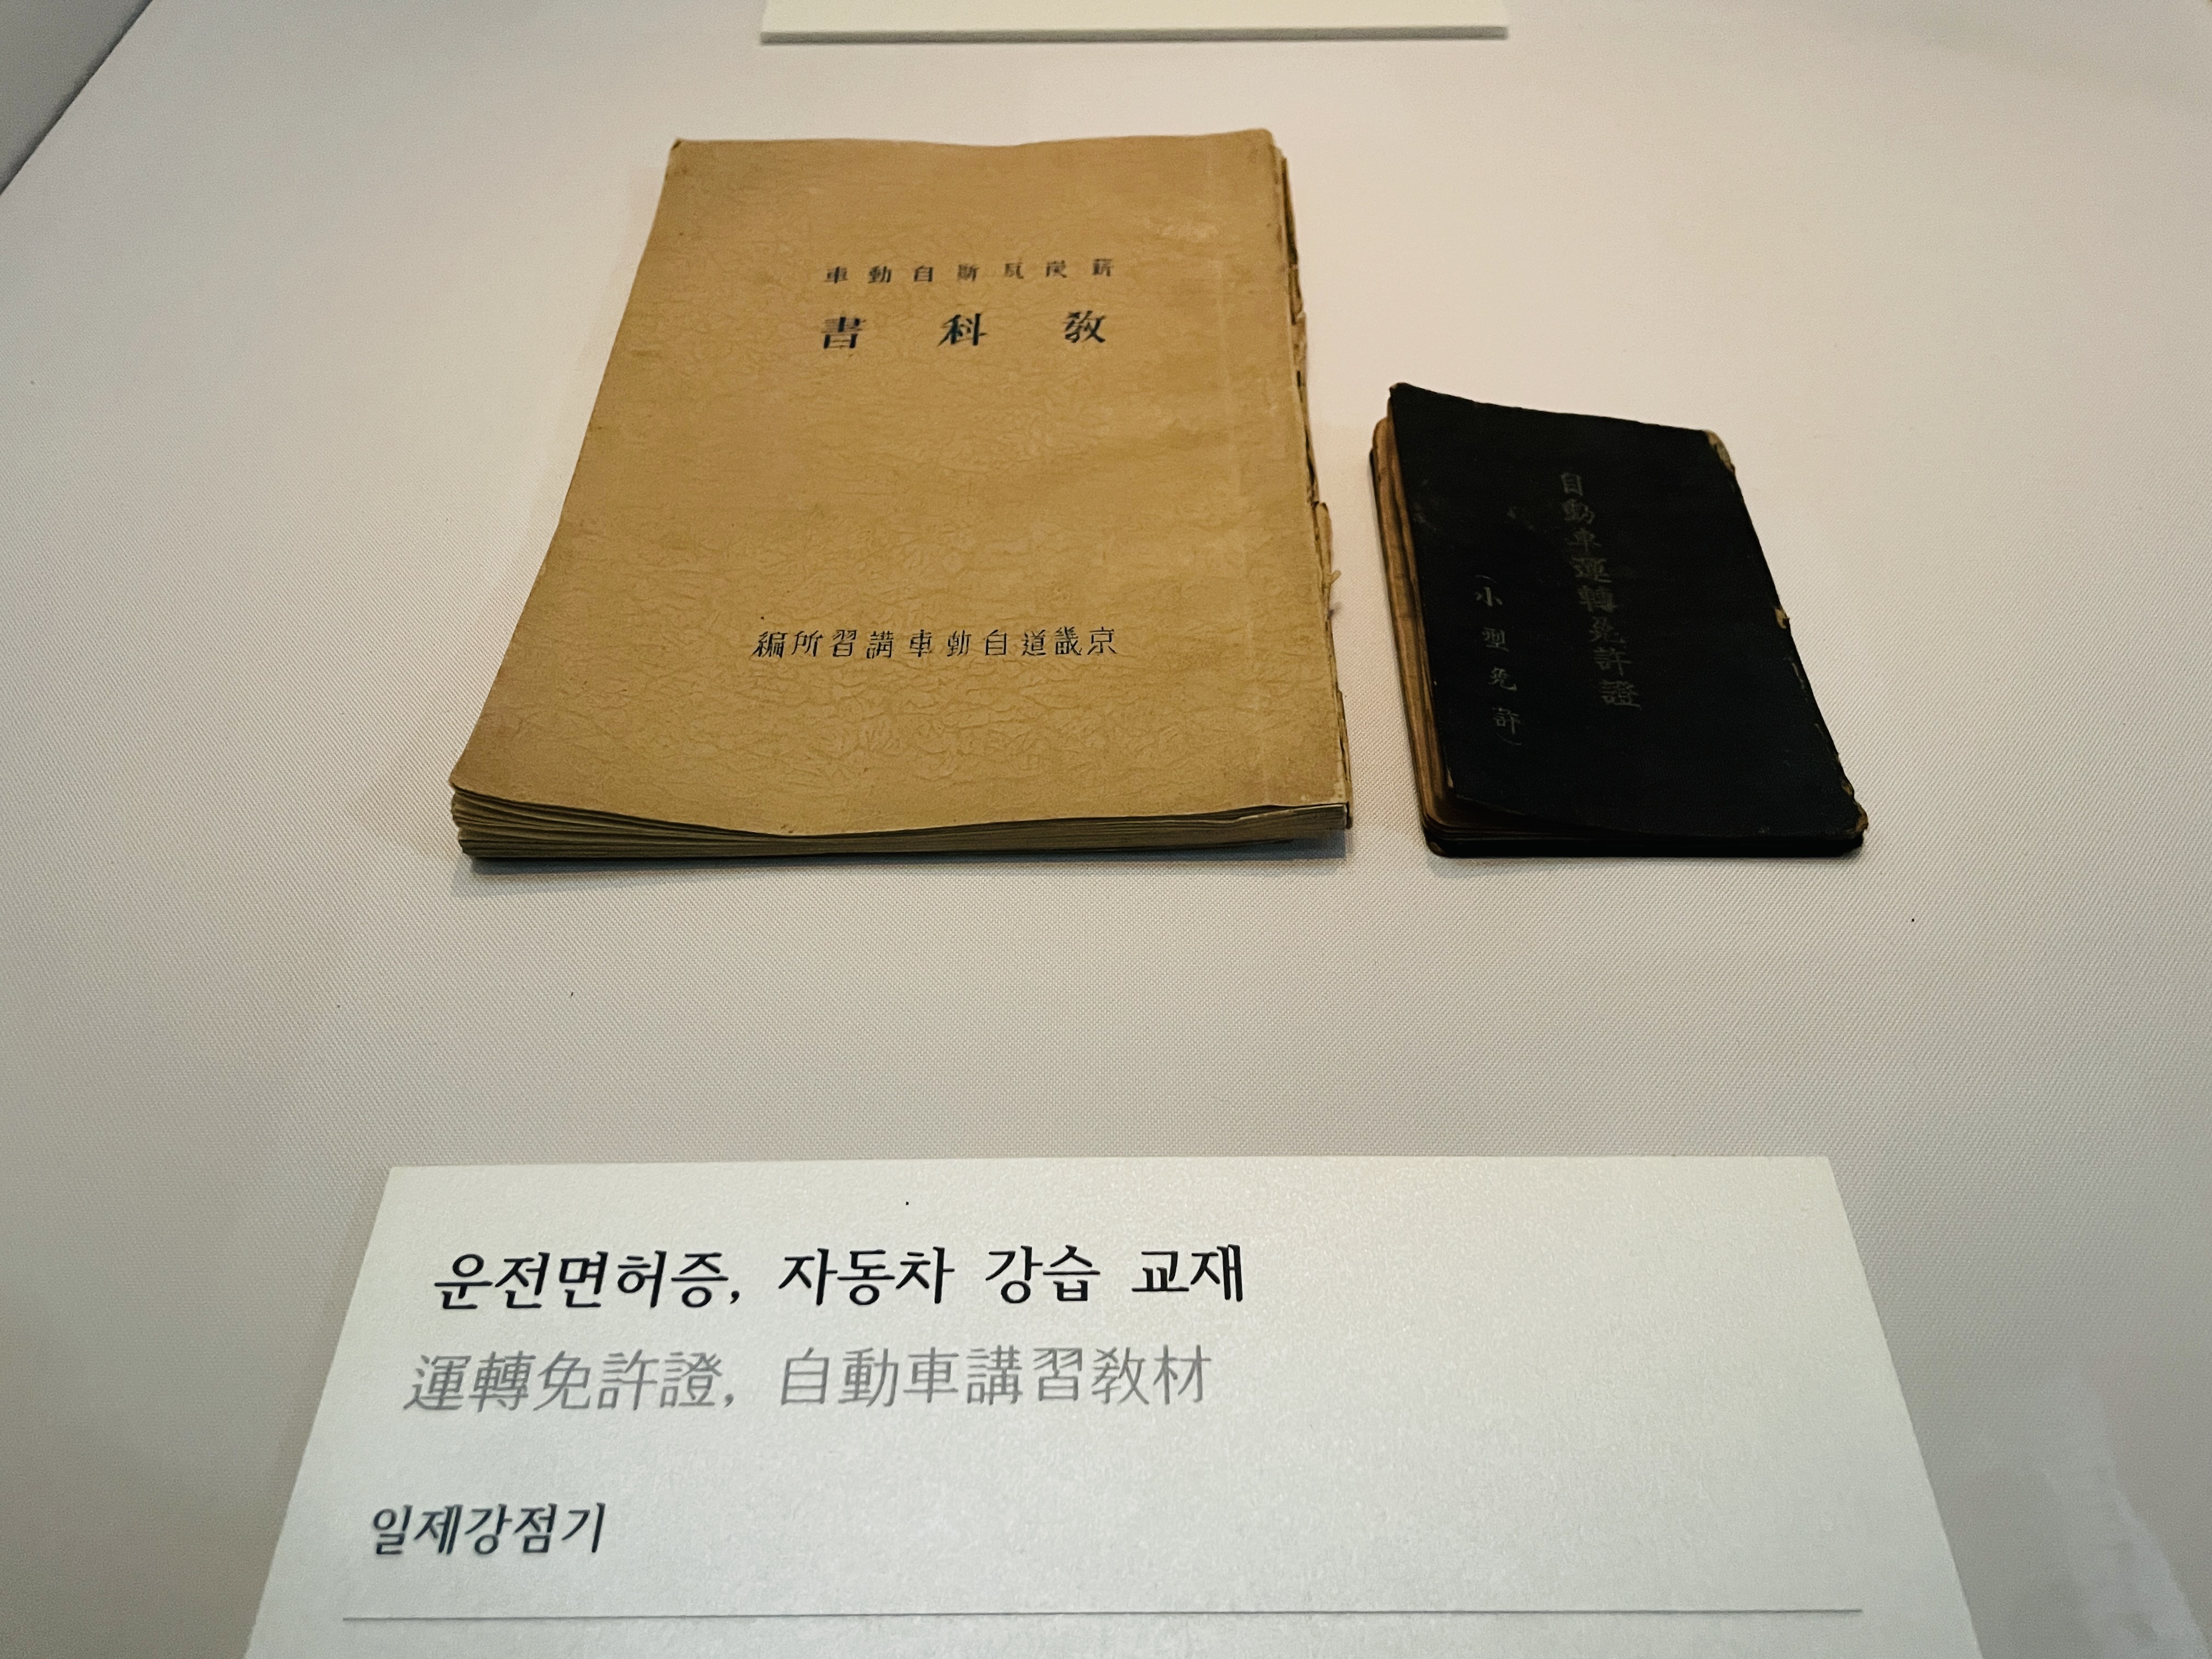 薪炭瓦斯自動車
敎科書
京畿道自動車講習所編
自動車運轉免許證
(小型免許)
운전면허증, 자동차 강습 교재
運轉免許證, 自動車講習敎材
일제강점기